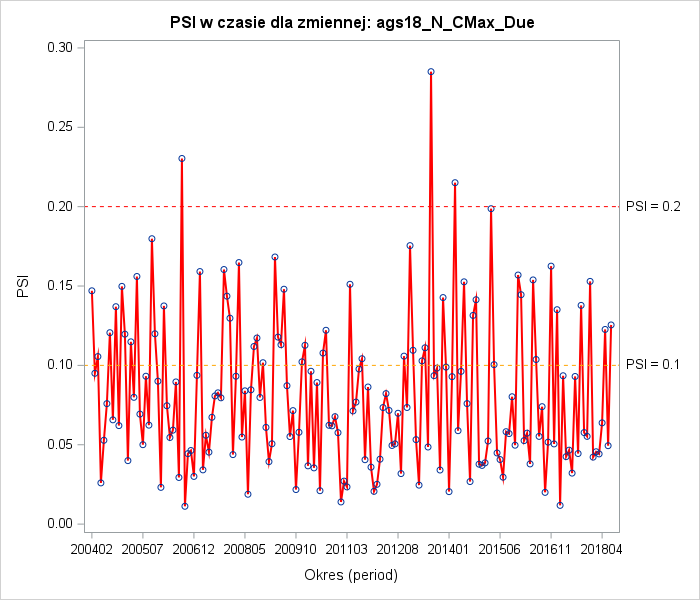 PSI w czasie dla zmiennej: ags18_N_CMax_Due
0.30
0.25
0.20
0.15
0.10
0.05
0.00
PSI
PSI = 0.2
PSI = 0.1
200402 200507 200612 200805 200910 201103 201208 201401 201506 201611 201804
Okres (period)